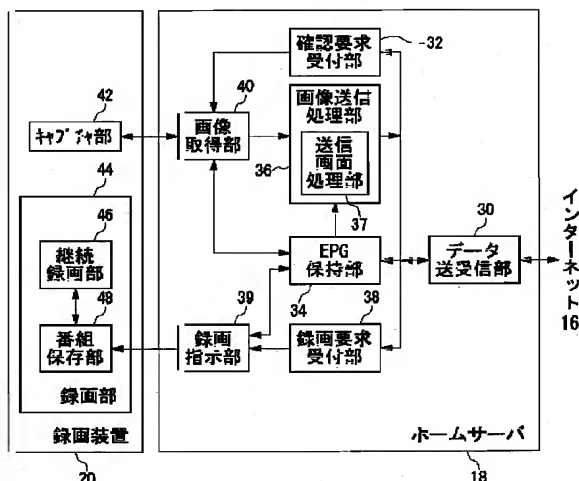 確認要求
受付部
32
42
40
キャプチャ部
画像
取得部
画像送信
処理部
送信
画面
処理部
36
37
44
46
継続
録画部
48
番組
保存部
録画部
録画装置
20
EPG
保持部
34
30
データ
送受信部
インターネット16
39
録画
指示部
38
録画要求
受付部
ホームサーバ
18